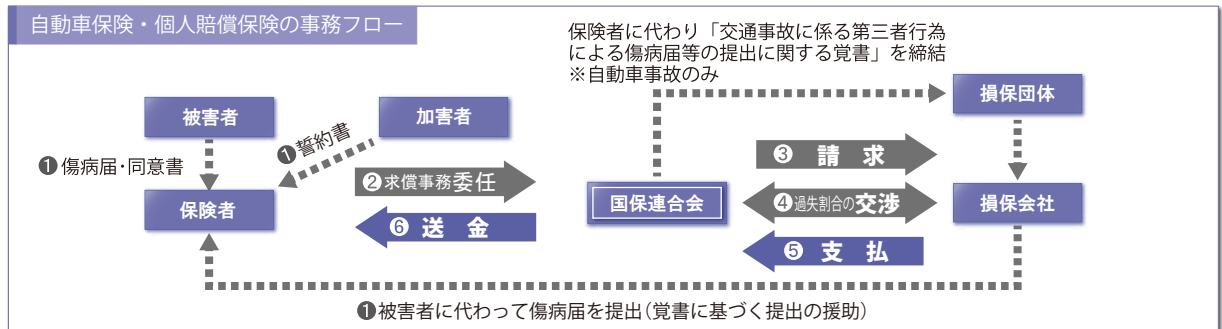 自動車保険・個人賠償保険の事務フロー
保険者に代わり「交通事故に係る第三者行為
による傷病届等の提出に関する覚書」を締結
※自動車事故のみ
被害者
加害者
損保団体
❶誓約書
❶傷病届・同意書
❸請 求
❷求償事務委任
保険者
国保連合会
❹過失割合の交渉
損保会社
❻送 金
❺支 払
❶被害者に代わって傷病届を提出（覚書に基づく提出の援助）